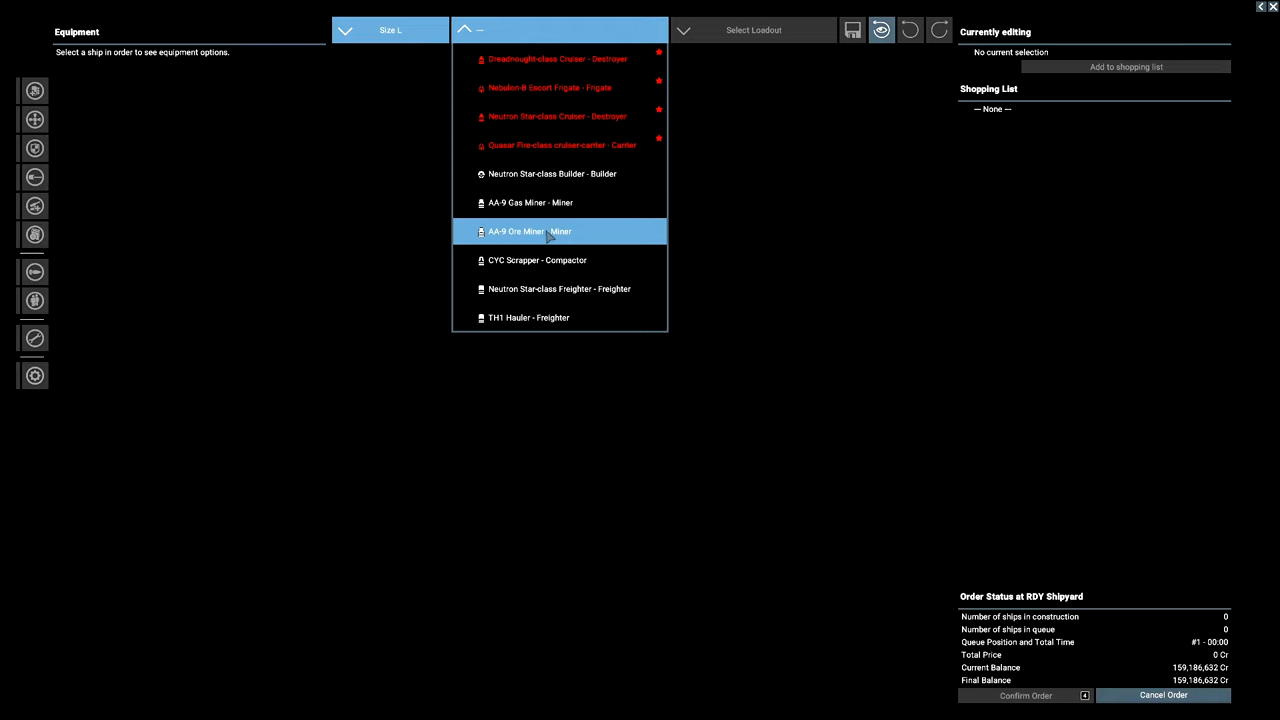 Equipment
Select a ship in order to see equipment options.
Size L
—
Select Loadout
Dreadnought-class Cruiser - Destroyer
Nebulon-B Escort Frigate - Frigate
Neutron Star-class Cruiser - Destroyer
Quasar Fire-class cruiser-carrier - Carrier
Neutron Star-class Builder - Builder
AA-9 Gas Miner - Miner
AA-9 Ore Miner - Miner
CYC Scrapper - Compactor
Neutron Star-class Freighter - Freighter
TH1 Hauler - Freighter
Currently editing
No current selection
Add to shopping list
Shopping List
— None —
Order Status at RDY Shipyard
Number of ships in construction 0
Number of ships in queue 0
Queue Position and Total Time #1 - 00:00
Total Price 0 Cr
Current Balance 159,186,632 Cr
Final Balance 159,186,632 Cr
Confirm Order 4
Cancel Order